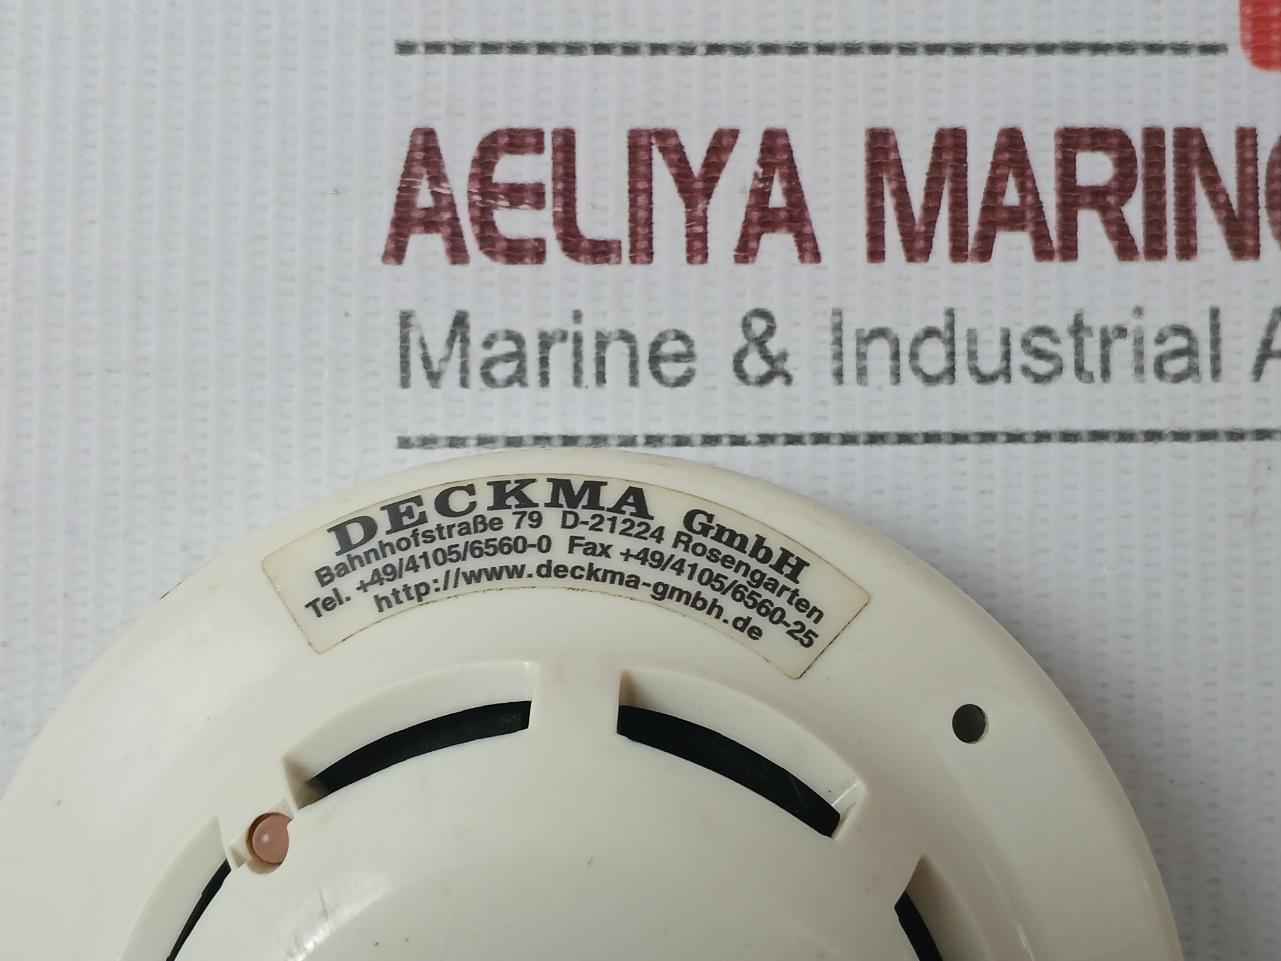 AELIYA MARINE
Marine & Industrial A
DECKMA GmbH
Bahnhofstraße 79 D-21224 Rosengarten
Tel. +49/4105/6560-0 Fax +49/4105/6560-25
http://www.deckma-gmbh.de